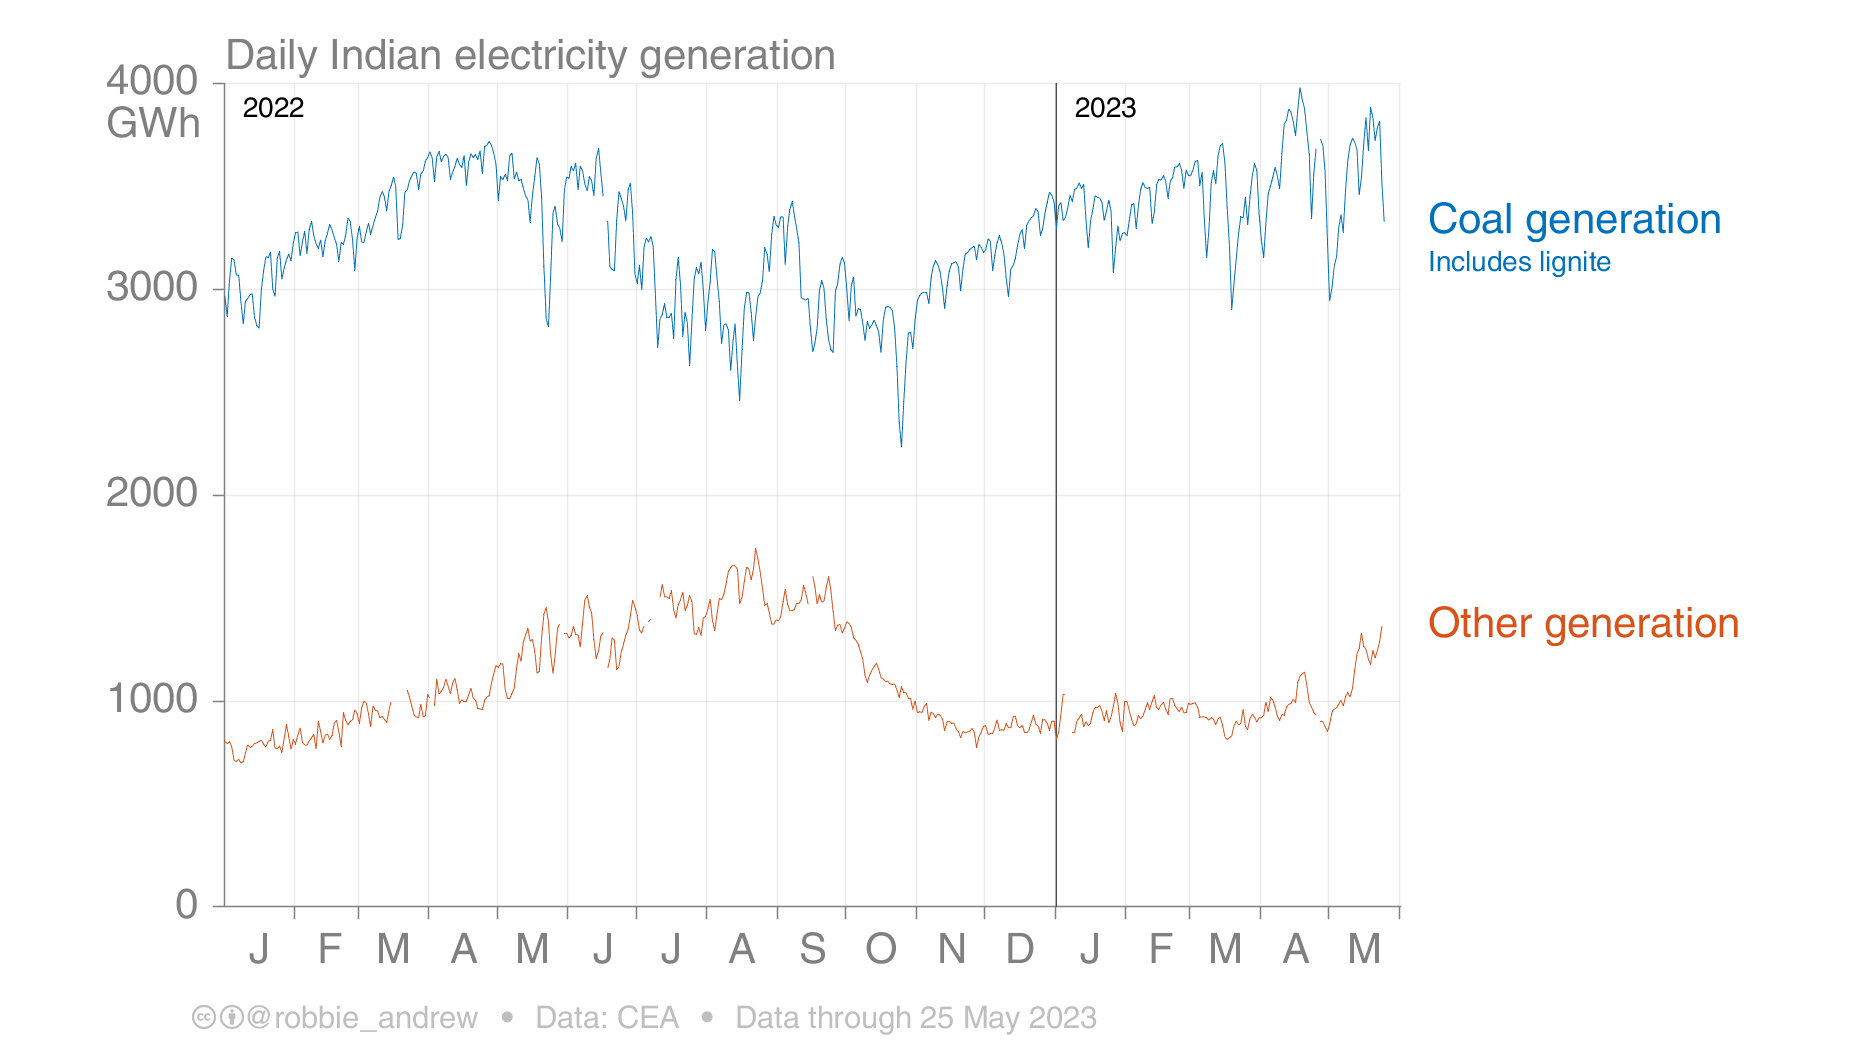 Daily Indian electricity generation
4000
GWh
2022
2023
3000
2000
1000
0
Coal generation
Includes lignite
Other generation
J F M A M J J A S O N D J F M A M
cc @robbie_andrew • Data: CEA • Data through 25 May 2023